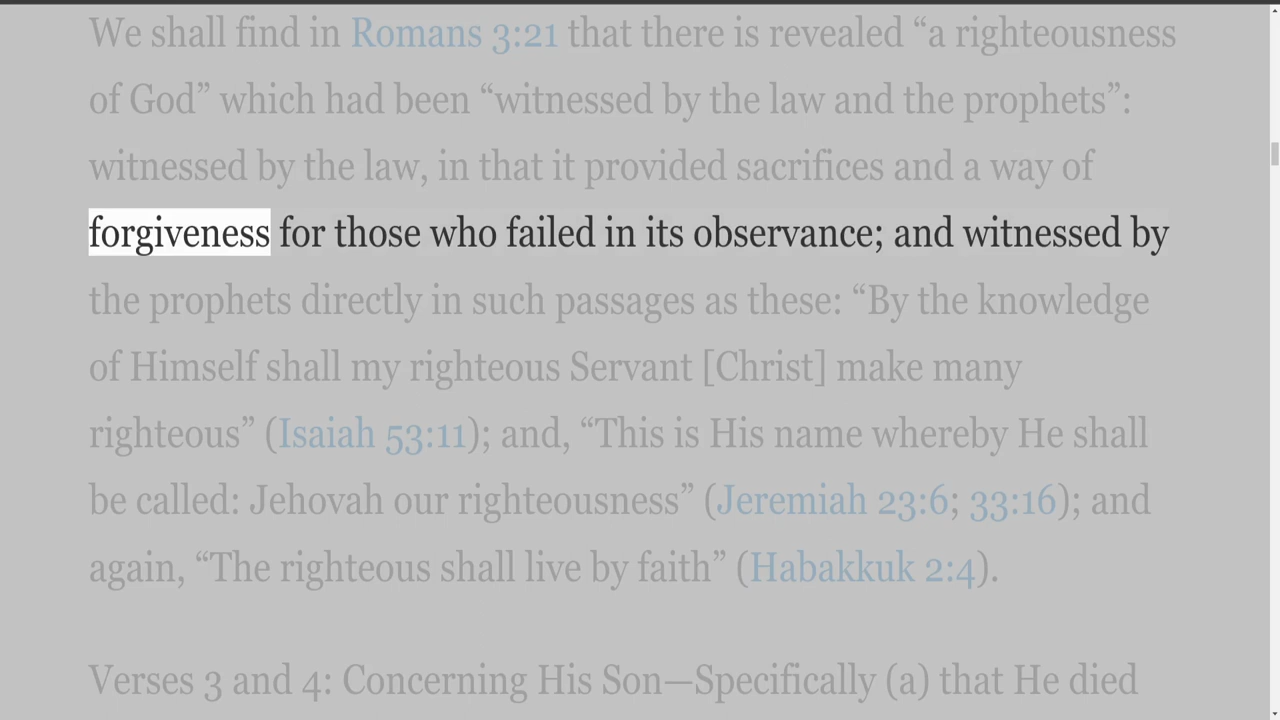 We shall find in Romans 3:21 that there is revealed “a righteousness
of God” which had been “witnessed by the law and the prophets”:
witnessed by the law, in that it provided sacrifices and a way of
forgiveness for those who failed in its observance; and witnessed by
the prophets directly in such passages as these: “By the knowledge
of Himself shall my righteous Servant [Christ] make many
righteous” (Isaiah 53:11); and, “This is His name whereby He shall
be called: Jehovah our righteousness” (Jeremiah 23:6; 33:16); and
again, “The righteous shall live by faith” (Habakkuk 2:4).
Verses 3 and 4: Concerning His Son—Specifically (a) that He died